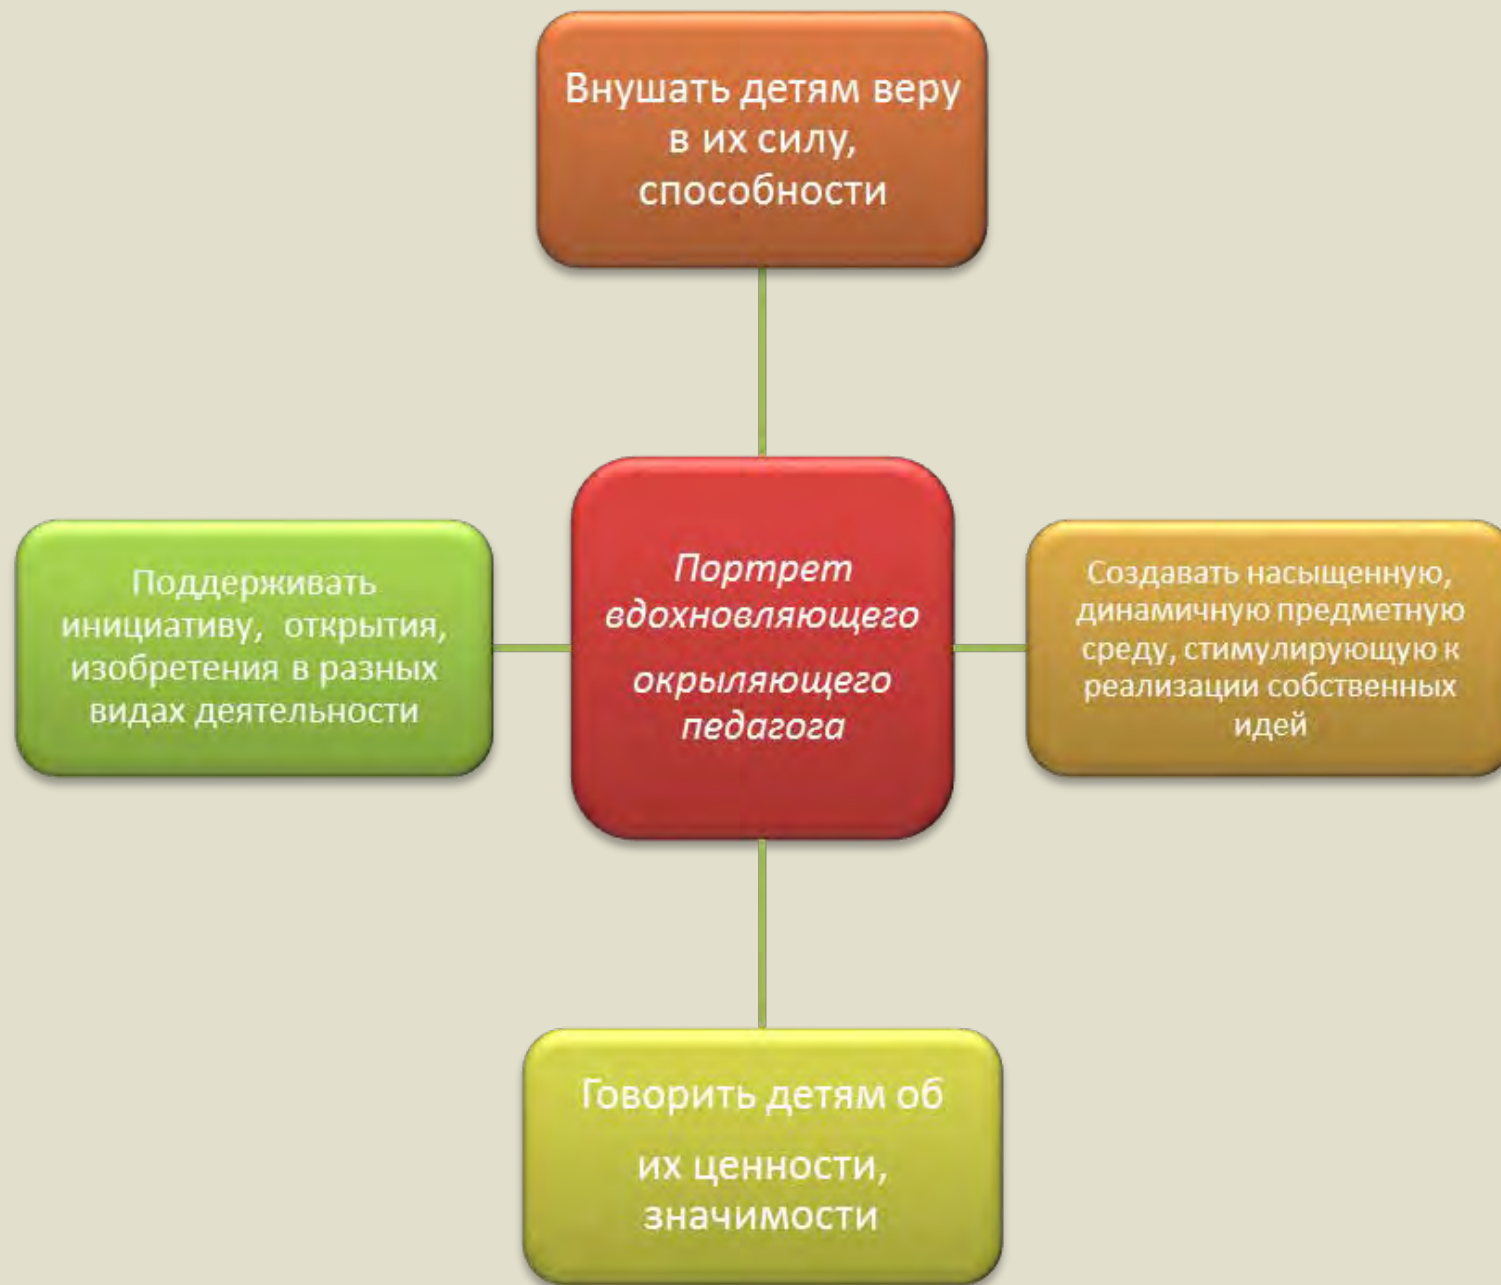 Внушать детям веру
в их силу,
способности
Поддерживать
инициативу, открытия,
изобретения в разных
видах деятельности
Портрет
вдохновляющего
окрыляющего
педагога
Создавать насыщенную,
динамичную предметную
среду, стимулирующую к
реализации собственных
идей
Говорить детям об
их ценности,
значимости